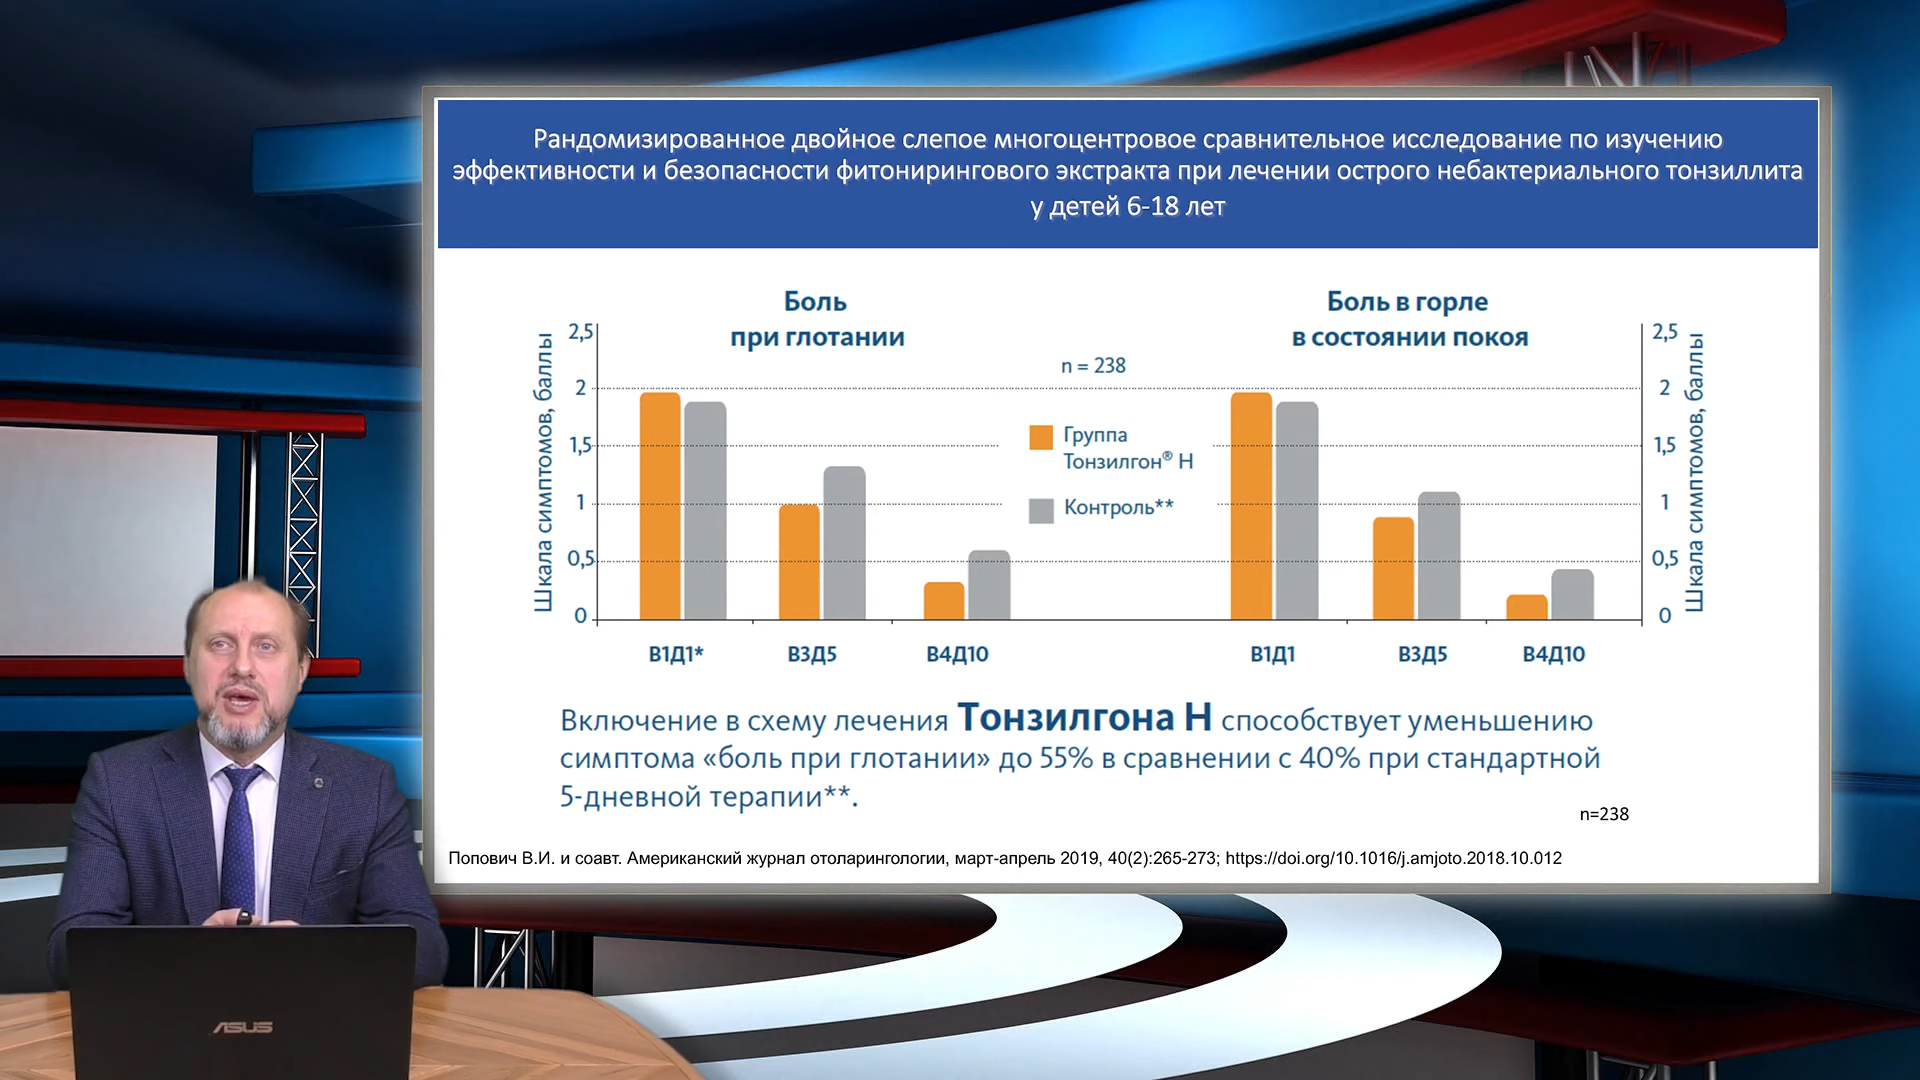 Рандомизированное двойное слепое многоцентровое сравнительное исследование по изучению
эффективности и безопасности фитонирингового экстракта при лечении острого небактериального тонзиллита
у детей 6-18 лет
Боль
при глотании
Шкала симптомов, баллы
2,5
2
1,5
1
0,5
0
В1Д1*
В3Д5
В4Д10
n = 238
Группа
Тонзилгон® Н
Контроль**
Боль в горле
в состоянии покоя
2,5
2
1,5
1
0,5
0
Шкала симптомов, баллы
В1Д1
В3Д5
В4Д10
Включение в схему лечения Тонзилгона Н способствует уменьшению
симптома «боль при глотании» до 55% в сравнении с 40% при стандартной
5-дневной терапии**.
n=238
Попович В.И. и соавт. Американский журнал отоларингологии, март-апрель 2019, 40(2):265-273; https://doi.org/10.1016/j.amjoto.2018.10.012
ASUS